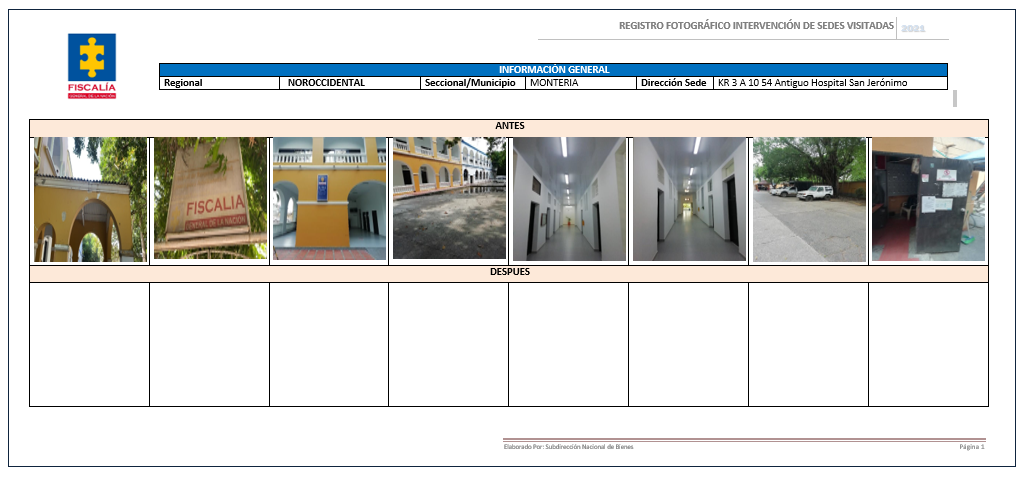 REGISTRO FOTOGRÁFICO INTERVENCIÓN DE SEDES VISITADAS 2021
FISCALÍA
GENERAL DE LA NACIÓN
INFORMACIÓN GENERAL
Regional NOROCCIDENTAL Seccional/Municipio MONTERIA Dirección Sede KR 3 A 10 54 Antiguo Hospital San Jerónimo
ANTES
FISCALIA
GENERAL DE LA NACION
DESPUES
Elaborado Por: Subdirección Nacional de Bienes Página 1